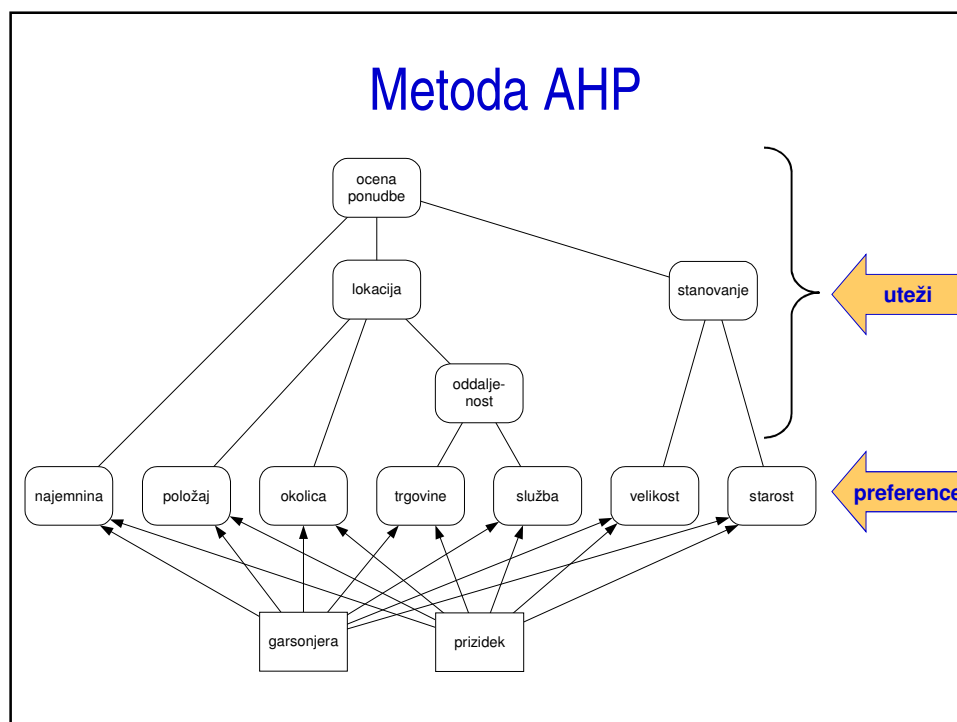 Metoda AHP
ocena
ponudbe
lokacija
stanovanje
uteži
oddalje-
nost
najemnina
položaj
okolica
trgovine
služba
velikost
starost
preference
garsonjera
prizidek